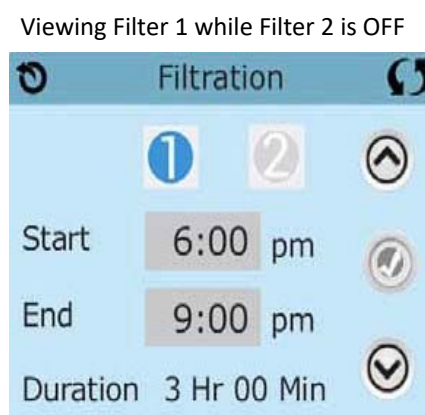 Viewing Filter 1 while Filter 2 is OFF
Filtration
1 2
Start 6:00 pm
End 9:00 pm
Duration 3 Hr 00 Min